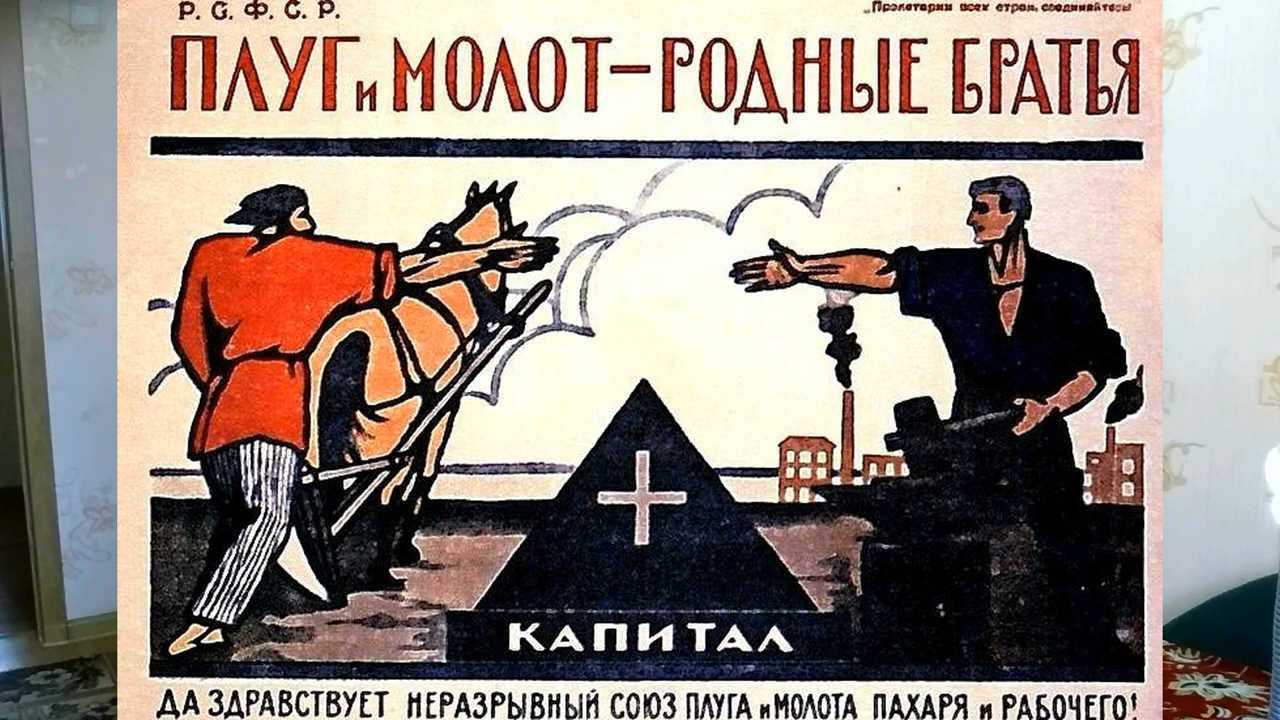 Р. С. Ф. С. Р.
„Пролетарии всех стран, соединяйтесь!"
ПЛУГ и МОЛОТ—РОДНЫЕ БРАТЬЯ
КАПИТАЛ
ДА ЗДРАВСТВУЕТ НЕРАЗРЫВНЫЙ СОЮЗ ПЛУГА и МОЛОТА ПАХАРЯ и РАБОЧЕГО!